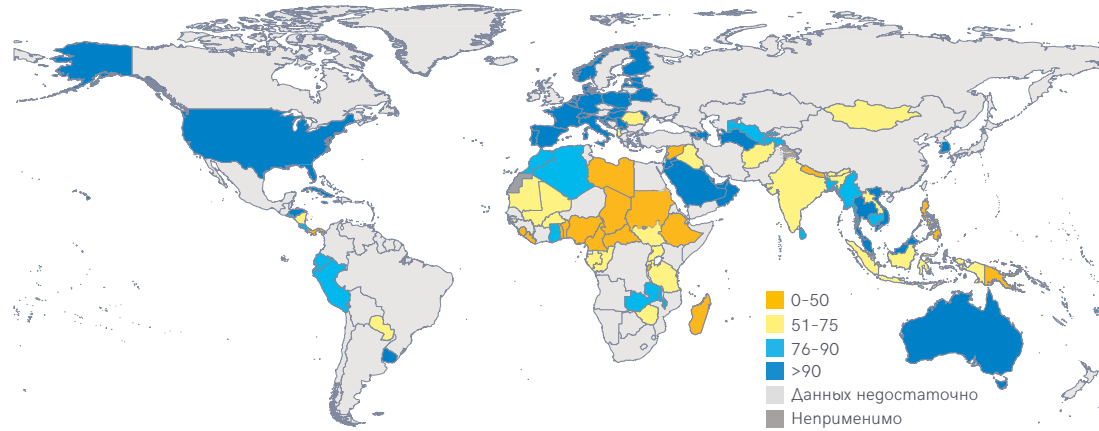 0–50
51–75
76–90
>90
Данных недостаточно
Неприменимо